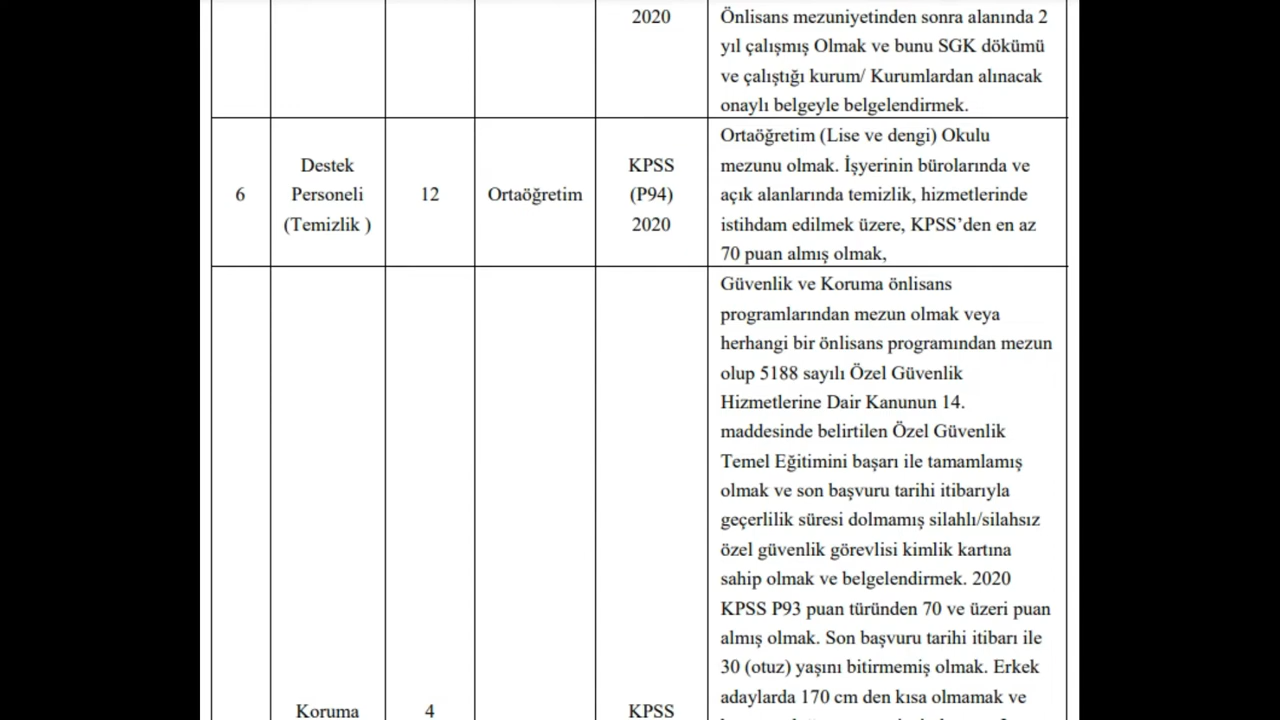 2020
Önlisans mezuniyetinden sonra alanında 2
yıl çalışmış Olmak ve bunu SGK dökümü
ve çalıştığı kurum/ Kurumlardan alınacak
onaylı belgeyle belgelendirmek.
6
Destek
Personeli
(Temizlik )
12
Ortaöğretim
KPSS
(P94)
2020
Ortaöğretim (Lise ve dengi) Okulu
mezunu olmak. İşyerinin bürolarında ve
açık alanlarında temizlik, hizmetlerinde
istihdam edilmek üzere, KPSS’den en az
70 puan almış olmak,
Koruma
4
KPSS
Güvenlik ve Koruma önlisans
programlarından mezun olmak veya
herhangi bir önlisans programından mezun
olup 5188 sayılı Özel Güvenlik
Hizmetlerine Dair Kanunun 14.
maddesinde belirtilen Özel Güvenlik
Temel Eğitimini başarı ile tamamlamış
olmak ve son başvuru tarihi itibarıyla
geçerlilik süresi dolmamış silahlı/silahsız
özel güvenlik görevlisi kimlik kartına
sahip olmak ve belgelendirmek. 2020
KPSS P93 puan türünden 70 ve üzeri puan
almış olmak. Son başvuru tarihi itibarı ile
30 (otuz) yaşını bitirmemiş olmak. Erkek
adaylarda 170 cm den kısa olmamak ve